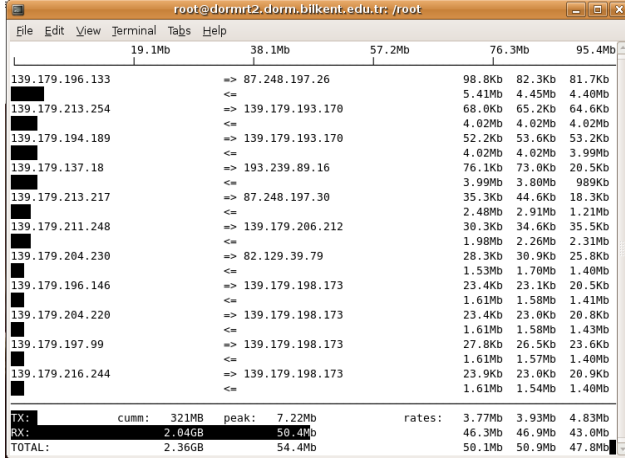 root@dormrt2.dorm.bilkent.edu.tr: /root
File Edit View Terminal Tabs Help
19.1Mb 38.1Mb 57.2Mb 76.3Mb 95.4Mb
139.179.196.133 => 87.248.197.26 98.8Kb 82.3Kb 81.7Kb
<= 5.41Mb 4.45Mb 4.40Mb
139.179.213.254 => 139.179.193.170 68.0Kb 65.2Kb 64.6Kb
<= 4.02Mb 4.02Mb 4.02Mb
139.179.194.189 => 139.179.193.170 52.2Kb 53.6Kb 53.2Kb
<= 4.02Mb 4.02Mb 3.99Mb
139.179.137.18 => 193.239.89.16 76.1Kb 73.0Kb 20.5Kb
<= 3.99Mb 3.80Mb 989Kb
139.179.213.217 => 87.248.197.30 35.3Kb 44.6Kb 18.3Kb
<= 2.48Mb 2.91Mb 1.21Mb
139.179.211.248 => 139.179.206.212 30.3Kb 34.6Kb 35.5Kb
<= 1.98Mb 2.26Mb 2.31Mb
139.179.204.230 => 82.129.39.79 28.3Kb 30.9Kb 25.8Kb
<= 1.53Mb 1.70Mb 1.40Mb
139.179.196.146 => 139.179.198.173 23.4Kb 23.1Kb 20.5Kb
<= 1.61Mb 1.58Mb 1.41Mb
139.179.204.220 => 139.179.198.173 23.4Kb 23.0Kb 20.8Kb
<= 1.61Mb 1.58Mb 1.43Mb
139.179.197.99 => 139.179.198.173 27.8Kb 26.5Kb 23.6Kb
<= 1.61Mb 1.57Mb 1.40Mb
139.179.216.244 => 139.179.198.173 23.9Kb 23.0Kb 20.9Kb
<= 1.61Mb 1.54Mb 1.40Mb
TX: cumm: 321MB peak: 7.22Mb rates: 3.77Mb 3.93Mb 4.83Mb
RX: 2.04GB 50.4Mb 46.3Mb 46.9Mb 43.0Mb
TOTAL: 2.36GB 54.4Mb 50.1Mb 50.9Mb 47.8Mb